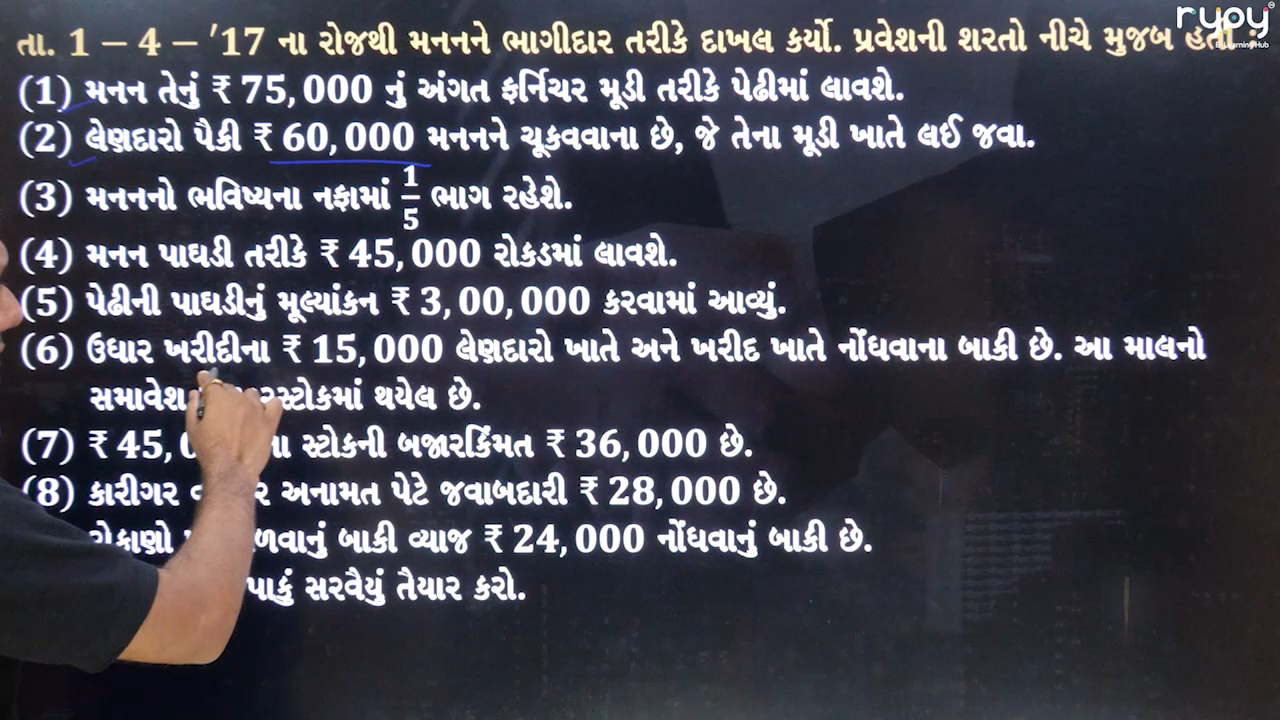 rypy
E-Learning Hub
તા. 1 – 4 – '17 ના રોજથી મનનને ભાગીદાર તરીકે દાખલ કર્યો. પ્રવેશની શરતો નીચે મુજબ
(1) મનન તેનું ₹ 75,000 નું અંગત ફર્નિચર મૂડી તરીકે પેઢીમાં લાવશે.
(2) લેણદારો પૈકી ₹ 60,000 મનનને ચૂકવવાના છે, જે તેના મૂડી ખાતે લઈ જવા.
(3) મનનનો ભવિષ્યના નફામાં 1/5 ભાગ રહેશે.
(4) મનન પાઘડી તરીકે ₹ 45,000 રોકડમાં લાવશે.
(5) પેઢીની પાઘડીનું મૂલ્યાંકન ₹ 3,00,000 કરવામાં આવ્યું.
(6) ઉધાર ખરીદીના ₹ 15,000 લેણદારો ખાતે અને ખરીદ ખાતે નોંધવાના બાકી છે. આ માલનો
સમાવેશ સ્ટોકમાં થયેલ છે.
(7) ₹ 45,0 ના સ્ટોકની બજારકિંમત ₹ 36,000 છે.
(8) કારીગર અનામત પેટે જવાબદારી ₹ 28,000 છે.
બાકી વ્યાજ ₹ 24,000 નોંધવાનું બાકી છે.
પાકું સરવૈયું તૈયાર કરો.